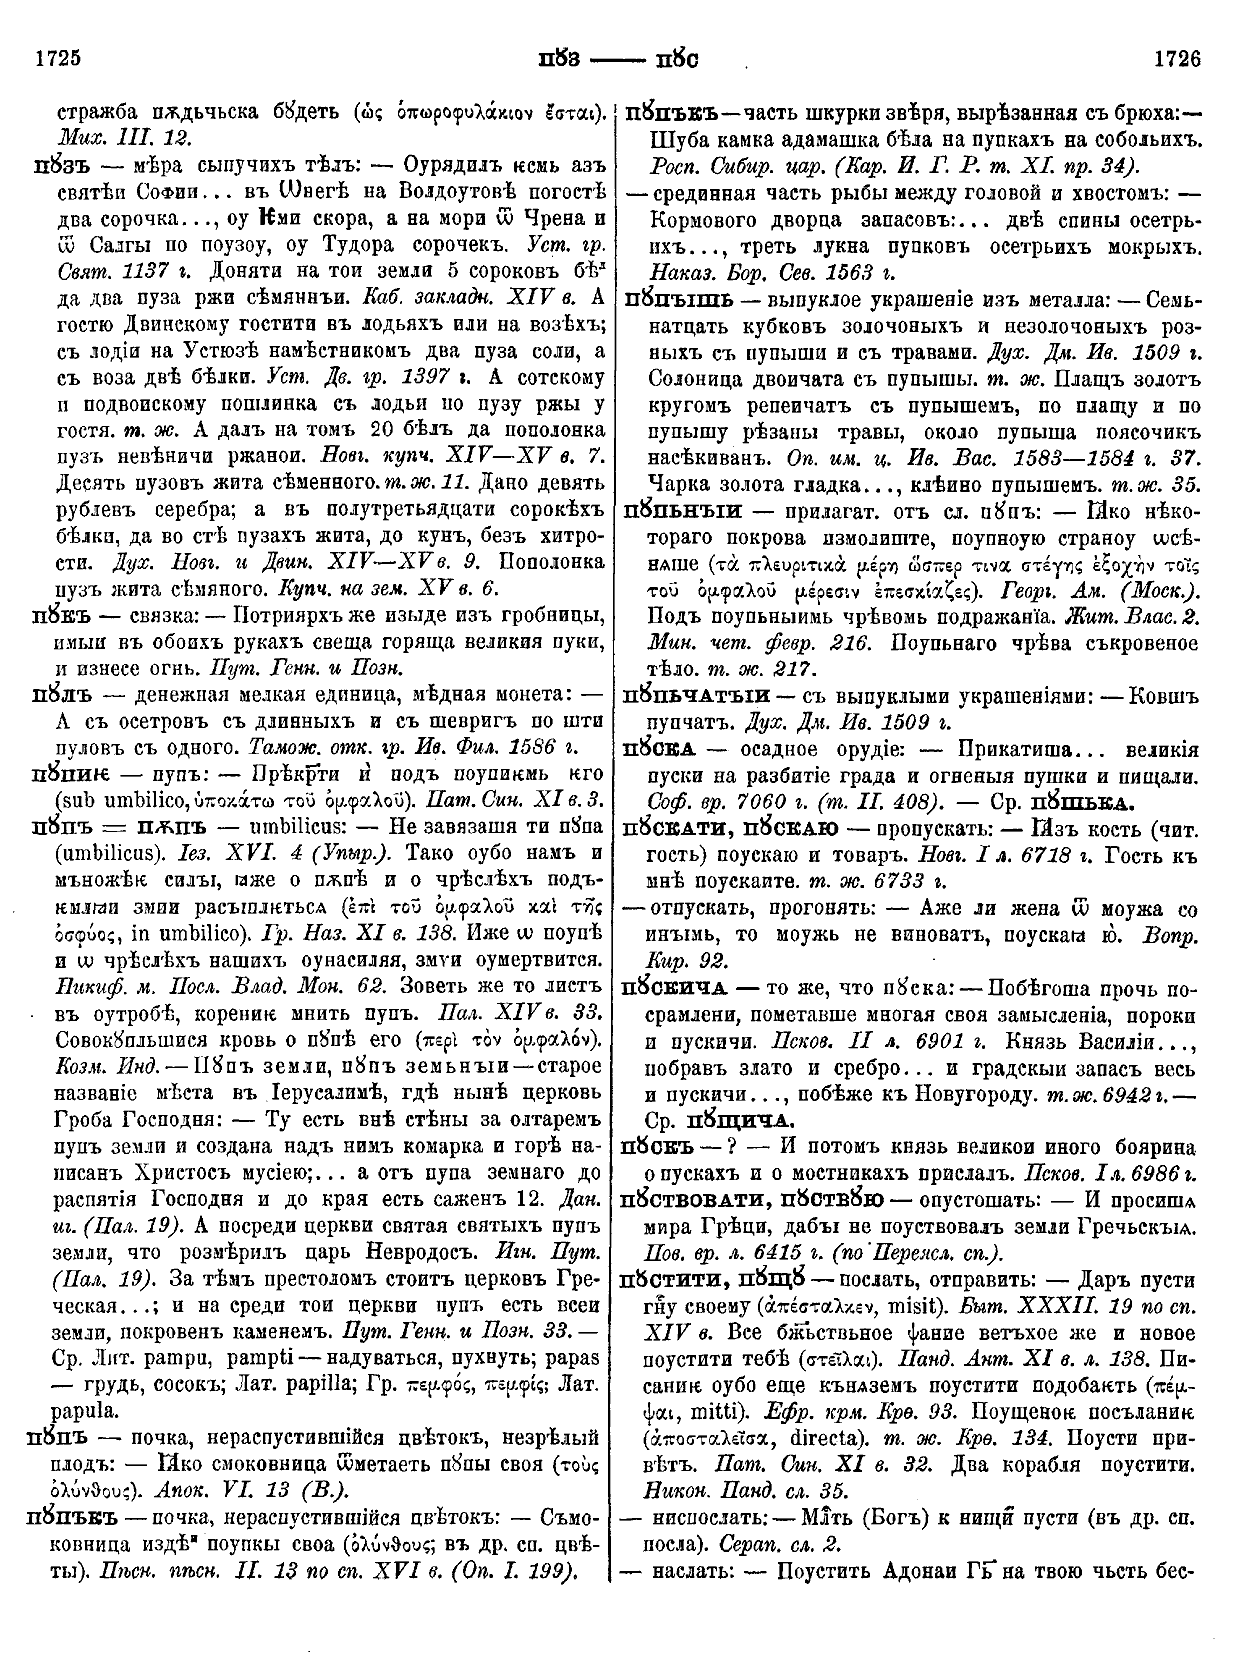 1725 пꙋз —— пꙋс 1726
стражба пѫдьчьска бꙋдеть (ὡς ὀπωροφυλάκιον ἔσται).
Мих. III. 12.
пꙋзъ — мѣра сыпучихъ тѣлъ: — Оурядилъ ѥсмь азъ
святѣи Софии... въ Ѡнегѣ на Волдоутовѣ погостѣ
два сорочка..., оу Ѥми скора, а на мори ѿ Чрена и
ѿ Салгы по поузоу, оу Тудора сорочекъ. Уст. гр.
Свят. 1137 г. Доняти на тои земли 5 сороковъ бѣⷧ
да два пуза ржи сѣмяннъи. Каб. закладн. XIV в. А
гостю Двинскому гостити въ лодьяхъ или на возѣхъ;
съ лодіи на Устюзѣ намѣстникомъ два пуза соли, а
съ воза двѣ бѣлки. Уст. Дв. гр. 1397 г. А сотскому
и подвоискому пошлинка съ лодьи по пузу ржы у
гостя. т. ж. А далъ на томъ 20 бѣлъ да пополонка
пузъ невѣничи ржанои. Новг. купч. XIV—XV в. 7.
Десять пузовъ жита сѣменного. т. ж. 11. Дано девять
рублевъ серебра; а въ полутретьядцати сорокѣхъ
бѣлки, да во стѣ пузахъ жита, до кунъ, безъ хитро-
сти. Дух. Новг. и Двин. XIV—XV в. 9. Пополонка
пузъ жита сѣмяного. Купч. на зем. XV в. 6.
пꙋкъ — связка: — Потриярхъ же изыде изъ гробницы,
имыи въ обоихъ рукахъ свеща горяща великия пуки,
и изнесе огнь. Пут. Генн. и Позн.
пꙋлъ — денежная мелкая единица, мѣдная монета: —
А съ осетровъ съ длинныхъ и съ шевригъ по шти
пуловъ съ одного. Тамож. отк. гр. Ив. Фил. 1586 г.
пꙋпиѥ — пупъ: — Прѣкрⷭ҇ти и҆ подъ поупиѥмь ѥго
(sub umbilico, ὑποκάτω τοῦ ὀμφαλοῦ). Пат. Син. XI в. 3.
пꙋпъ = пѫпъ — umbilicus: — Не завязашя ти пꙋпа
(umbilicus). Іез. XVI. 4 (Упыр.). Тако оубо намъ и
мъножѣѥ силъı, ꙗже о пѫпѣ и о чрѣслѣхъ подъ-
ѥмлꙗи змии расъıплѥтьсѧ (ἐπὶ τοῦ ὀμφαλοῦ καὶ τῆς
ὀσφύος, in umbilico). Гр. Наз. XI в. 138. Иже ѡ поупѣ
и ѡ чрѣслѣхъ нашихъ оунасиляя, змѵи оумертвится.
Никиф. м. Посл. Влад. Мон. 62. Зоветь же то листъ
въ оутробѣ, корениѥ мнить пупъ. Пал. XIV в. 33.
Совокꙋпльшися кровь о пꙋпѣ его (περὶ τὸν ὀμφαλόν).
Козм. Инд. — Пꙋпъ земли, пꙋпъ земьнъıи — старое
названіе мѣста въ Іерусалимѣ, гдѣ нынѣ церковь
Гроба Господня: — Ту есть внѣ стѣны за олтаремъ
пупъ земли и создана надъ нимъ комарка и горѣ на-
писанъ Христосъ мусіею;... а отъ пупа земнаго до
распятія Господня и до края есть саженъ 12. Дан.
иг. (Пал. 19). А посреди церкви святая святыхъ пупъ
земли, что розмѣрилъ царь Невродосъ. Игн. Пут.
(Пал. 19). За тѣмъ престоломъ стоитъ церковъ Гре-
ческая...; и на среди тои церкви пупъ есть всеи
земли, покровенъ каменемъ. Пут. Генн. и Позн. 33. —
Ср. Лит. pampu, pampti — надуваться, пухнуть; papas
— грудь, сосокъ; Лат. papilla; Гр. πεμφός, πεμφίς; Лат.
papula.
пꙋпъ — почка, нераспустившійся цвѣтокъ, незрѣлый
плодъ: — Ꙗко смоковница ѿметаеть пꙋпы своя (τοὺς
ὀλύνθους). Апок. VI. 13 (В.).
пꙋпъкъ — почка, нераспустившійся цвѣтокъ: — Съмо-
ковница издѣⷩ поупкы своа (ὀλύνθους; въ др. сп. цвѣ-
ты). Пѣсн. пѣсн. II. 13 по сп. XVI в. (Оп. I. 199).
пꙋпъкъ — часть шкурки звѣря, вырѣзанная съ брюха: —
Шуба камка адамашка бѣла на пупкахъ на собольихъ.
Росп. Сибир. цар. (Кар. И. Г. Р. т. XI. пр. 34).
— срединная часть рыбы между головой и хвостомъ: —
Кормового дворца запасовъ:... двѣ спины осетрь-
ихъ..., треть лукна пупковъ осетрьихъ мокрыхъ.
Наказ. Бор. Сев. 1563 г.
пꙋпъıшь — выпуклое украшеніе изъ металла: — Семь-
натцать кубковъ золочоныхъ и незолочоныхъ роз-
ныхъ съ пупыши и съ травами. Дух. Дм. Ив. 1509 г.
Солоница двоичата съ пупышы. т. ж. Плащъ золотъ
кругомъ репеичатъ съ пупышемъ, по плащу и по
пупышу рѣзаны травы, около пупыша поясочикъ
насѣкиванъ. Оп. им. ц. Ив. Вас. 1583—1584 г. 37.
Чарка золота гладка..., клѣино пупышемъ. т. ж. 35.
пꙋпьнъıи — прилагат. отъ сл. пꙋпъ: — Ꙗко нѣко-
тораго покрова измолиште, поупноую страноу ѡсѣ-
нѧше (τὰ πλευριτικὰ μέρη ὥσπερ τινα στέγης ἐξοχὴν τοῖς
τοῦ ὀμφαλοῦ μέρεσιν ἐπεσκίαζες). Георг. Ам. (Моск.).
Подъ поупьныимь чрѣвомь подражанїа. Жит. Влас. 2.
Мин. чет. февр. 216. Поупьнаго чрѣва съкровеное
тѣло. т. ж. 217.
пꙋпьчатъıи — съ выпуклыми украшеніями: — Ковшъ
пупчатъ. Дух. Дм. Ив. 1509 г.
пꙋска — осадное орудіе: — Прикатиша... великія
пуски на разбитіе града и огненыя пушки и пищали.
Соф. вр. 7060 г. (т. II. 408). — Ср. пꙋшька.
пꙋскати, пꙋскаю — пропускать: — Ꙗзъ кость (чит.
гость) поускаю и товаръ. Новг. I л. 6718 г. Гость къ
мнѣ поускаите. т. ж. 6733 г.
— отпускать, прогонять: — Аже ли жена ѿ моужа со
инъıмь, то моужь не виноватъ, поускаꙗ ю҆. Вопр.
Кир. 92.
пꙋскича — то же, что пꙋска: — Побѣгоша прочь по-
срамлени, пометавше многая своя замысленіа, пороки
и пускичи. Псков. II л. 6901 г. Князь Василіи...,
побравъ злато и сребро... и градскыи запасъ весь
и пускичи..., побѣже къ Новугороду. т. ж. 6942 г. —
Ср. пꙋщича.
пꙋскъ — ? — И потомъ князь великои иного боярина
о пускахъ и о мостникахъ прислалъ. Псков. I л. 6986 г.
пꙋствовати, пꙋствꙋю — опустошать: — И просишѧ
мира Грѣци, дабъı не поуствовалъ земли Гречьскъıѧ.
Пов. вр. л. 6415 г. (по Переясл. сп.).
пꙋстити, пꙋщꙋ — послать, отправить: — Даръ пусти
гн҃у своему (ἀπέσταλκεν, misit). Быт. XXXII. 19 по сп.
XIV в. Все бж҃ьствьное ѱание ветъхое же и новое
поустити тебѣ (στεῖλαι). Панд. Ант. XI в. л. 138. Пи-
саниѥ оубо еще кънѧземъ поустити подобаѥть (πέμ-
ψαι, mitti). Ефр. крм. Крѳ. 93. Поущеноѥ посъланиѥ
(ἀποσταλεῖσα, directa). т. ж. Крѳ. 134. Поусти при-
вѣтъ. Пат. Син. XI в. 32. Два корабля поустити.
Никон. Панд. сл. 35.
— ниспослать: — Млⷭ҇ть (Богъ) к нищиⷨ пусти (въ др. сп.
посла). Серап. сл. 2.
— наслать: — Поустить Адонаи Гь҃ на твою чьсть бес-